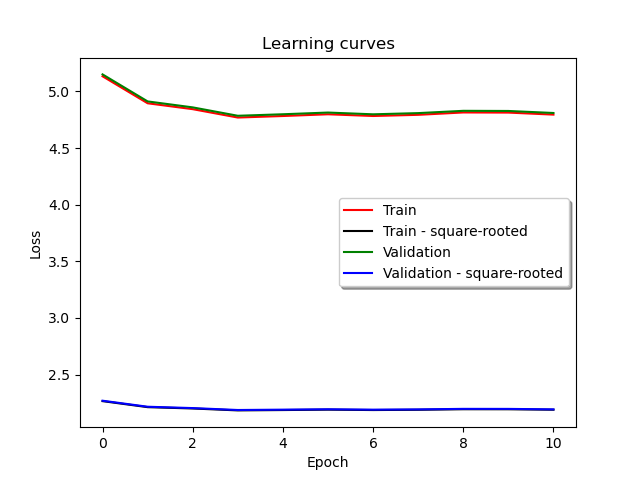 Learning curves
5.0
4.5
4.0
3.5
3.0
2.5
Loss
Train
Train - square-rooted
Validation
Validation - square-rooted
0 2 4 6 8 10
Epoch